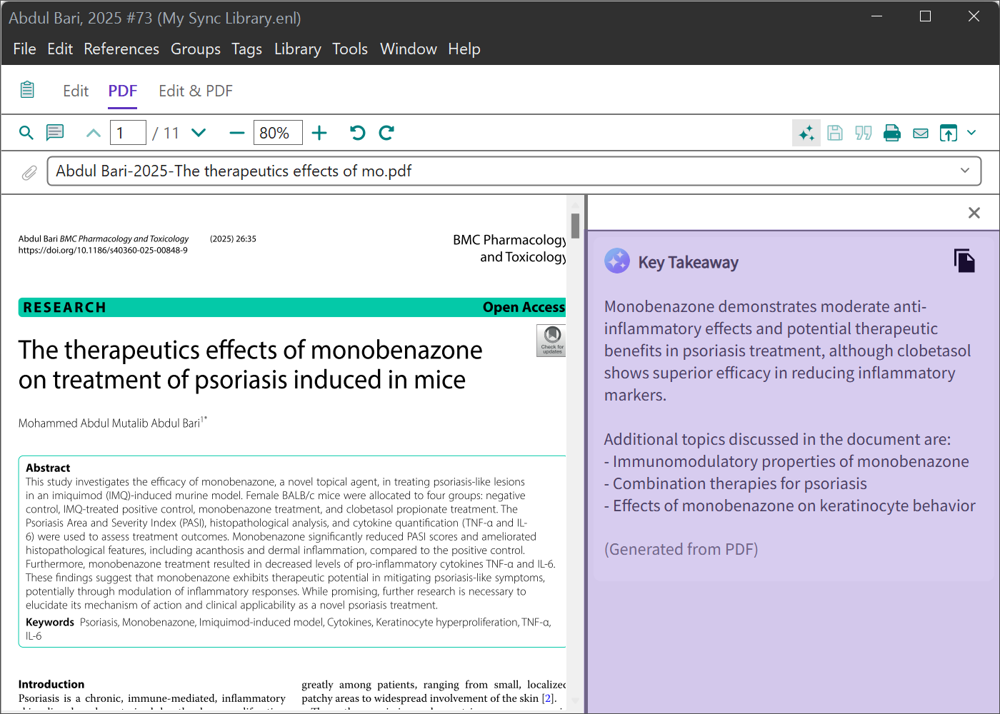 Abdul Bari, 2025 #73 (My Sync Library.enl)
File Edit References Groups Tags Library Tools Window Help
Edit PDF Edit & PDF
1 / 11 80%
Abdul Bari-2025-The therapeutics effects of mo.pdf
Abdul Bari BMC Pharmacology and Toxicology (2025) 26:35
https://doi.org/10.1186/s40360-025-00848-9
BMC Pharmacology
and Toxicology
RESEARCH Open Access
Check for
updates
The therapeutics effects of monobenazone
on treatment of psoriasis induced in mice
Mohammed Abdul Mutalib Abdul Bari1*
Abstract
This study investigates the efficacy of monobenazone, a novel topical agent, in treating psoriasis-like lesions
in an imiquimod (IMQ)-induced murine model. Female BALB/c mice were allocated to four groups: negative
control, IMQ-treated positive control, monobenazone treatment, and clobetasol propionate treatment. The
Psoriasis Area and Severity Index (PASI), histopathological analysis, and cytokine quantification (TNF-α and IL-
6) were used to assess treatment outcomes. Monobenazone significantly reduced PASI scores and ameliorated
histopathological features, including acanthosis and dermal inflammation, compared to the positive control.
Furthermore, monobenazone treatment resulted in decreased levels of pro-inflammatory cytokines TNF-α and IL-6.
These findings suggest that monobenazone exhibits therapeutic potential in mitigating psoriasis-like symptoms,
potentially through modulation of inflammatory responses. While promising, further research is necessary to
elucidate its mechanism of action and clinical applicability as a novel psoriasis treatment.
Keywords Psoriasis, Monobenazone, Imiquimod-induced model, Cytokines, Keratinocyte hyperproliferation, TNF-α,
IL-6
Introduction
Psoriasis is a chronic, immune-mediated, inflammatory
greatly among patients, ranging from small, localized
patchy areas to widespread involvement of the skin [2].
Key Takeaway
Monobenazone demonstrates moderate anti-
inflammatory effects and potential therapeutic
benefits in psoriasis treatment, although clobetasol
shows superior efficacy in reducing inflammatory
markers.
Additional topics discussed in the document are:
- Immunomodulatory properties of monobenazone
- Combination therapies for psoriasis
- Effects of monobenazone on keratinocyte behavior
(Generated from PDF)